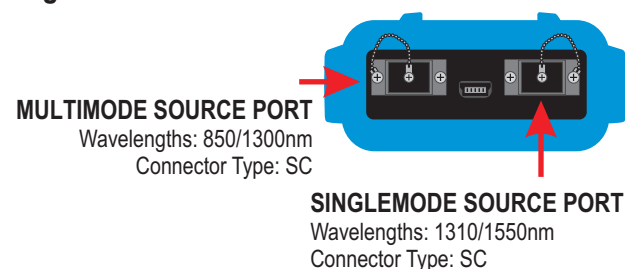 MULTIMODE SOURCE PORT
Wavelengths: 850/1300nm
Connector Type: SC
SINGLEMODE SOURCE PORT
Wavelengths: 1310/1550nm
Connector Type: SC